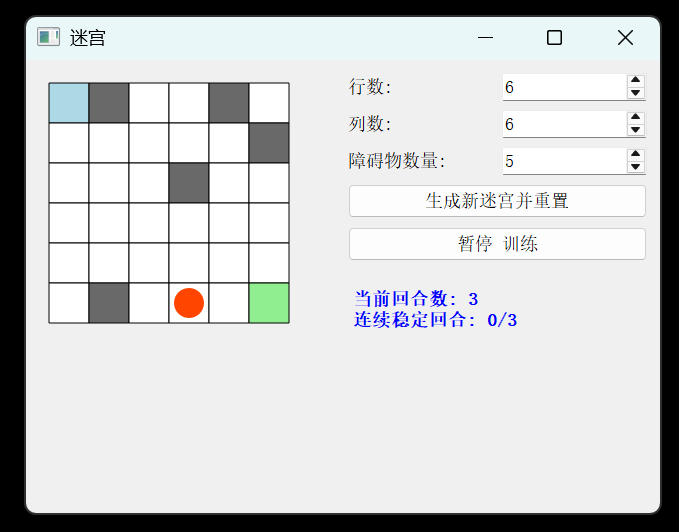 迷宫
行数: 6
列数: 6
障碍物数量: 5
生成新迷宫并重置
暂停 训练
当前回合数: 3
连续稳定回合: 0/3